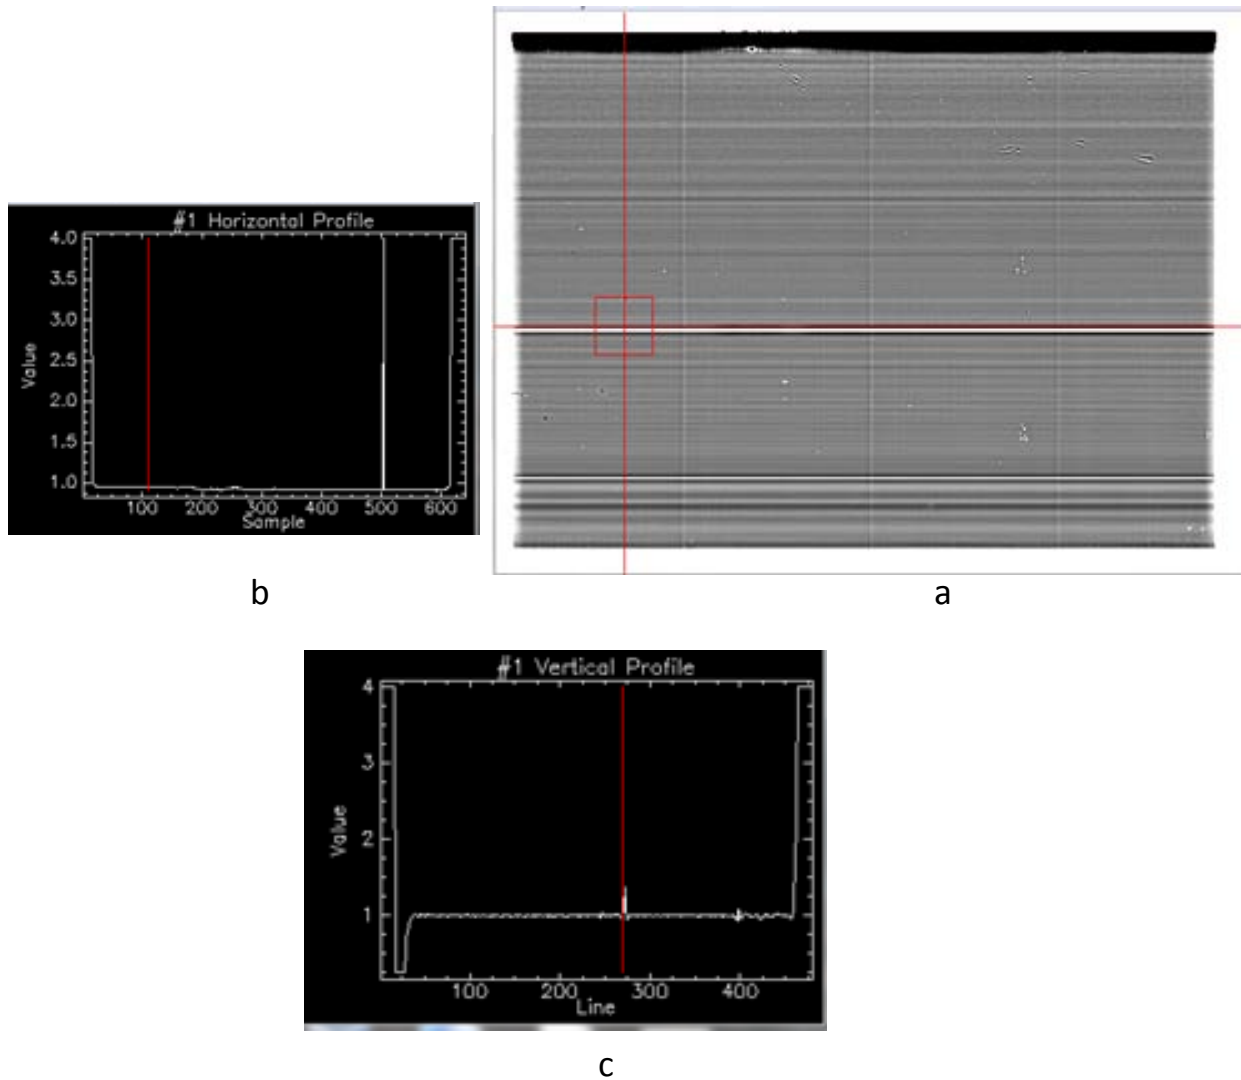 #1 Horizontal Profile
4.0
3.5
3.0
2.5
2.0
1.5
1.0
Value
100 200 300 400 500 600
Sample
b
a
#1 Vertical Profile
4
3
2
1
Value
100 200 300 400
Line
c